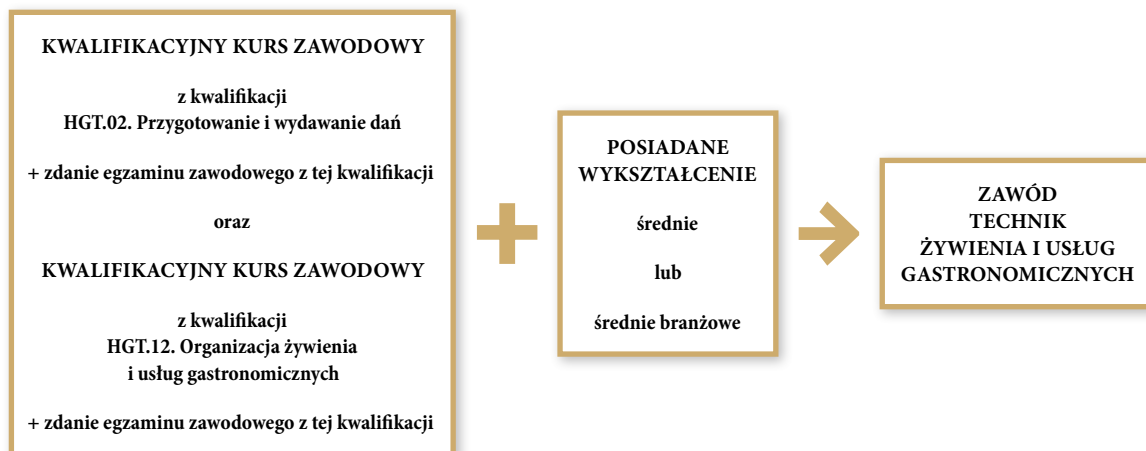 KWALIFIKACYJNY KURS ZAWODOWY
z kwalifikacji
HGT.02. Przygotowanie i wydawanie dań
+ zdanie egzaminu zawodowego z tej kwalifikacji
oraz
KWALIFIKACYJNY KURS ZAWODOWY
z kwalifikacji
HGT.12. Organizacja żywienia
i usług gastronomicznych
+ zdanie egzaminu zawodowego z tej kwalifikacji
POSIADANE
WYKSZTAŁCENIE
średnie
lub
średnie branżowe
ZAWÓD
TECHNIK
ŻYWIENIA I USŁUG
GASTRONOMICZNYCH